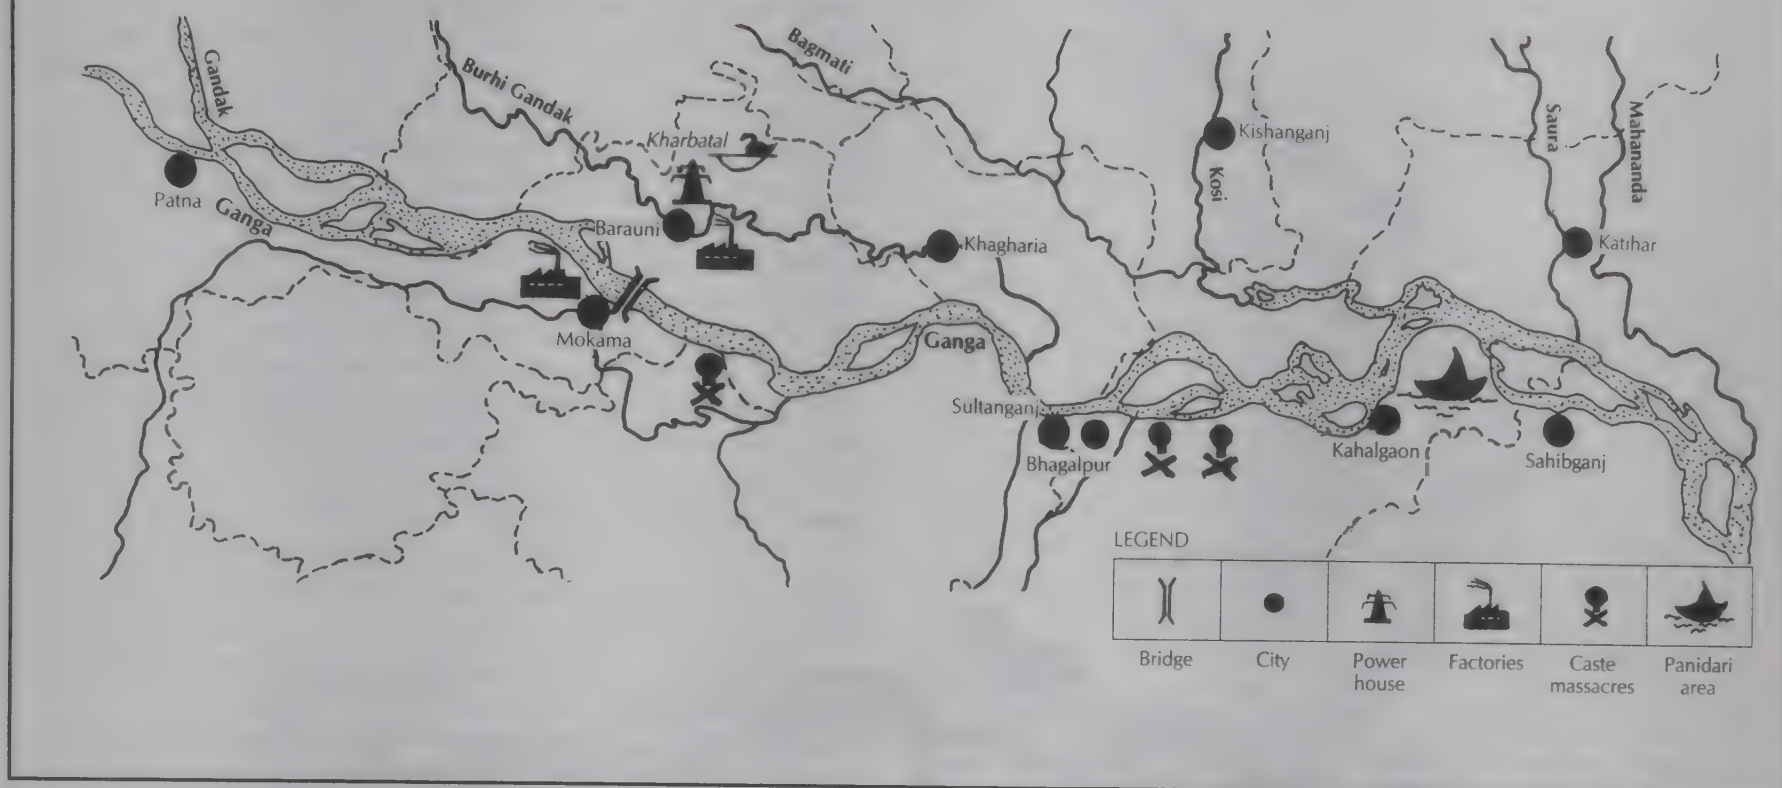 Gandak
Burhi Gandak
Bagmati
Kharbatal
Kishanganj
Saura
Mahananda
Kosi
Patna
Ganga
Barauni
Khagharia
Katihar
Mokama
Ganga
Sultanganj
Bhagalpur
Kahalgaon
Sahibganj
LEGEND
Bridge
City
Power
house
Factories
Caste
massacres
Panidari
area